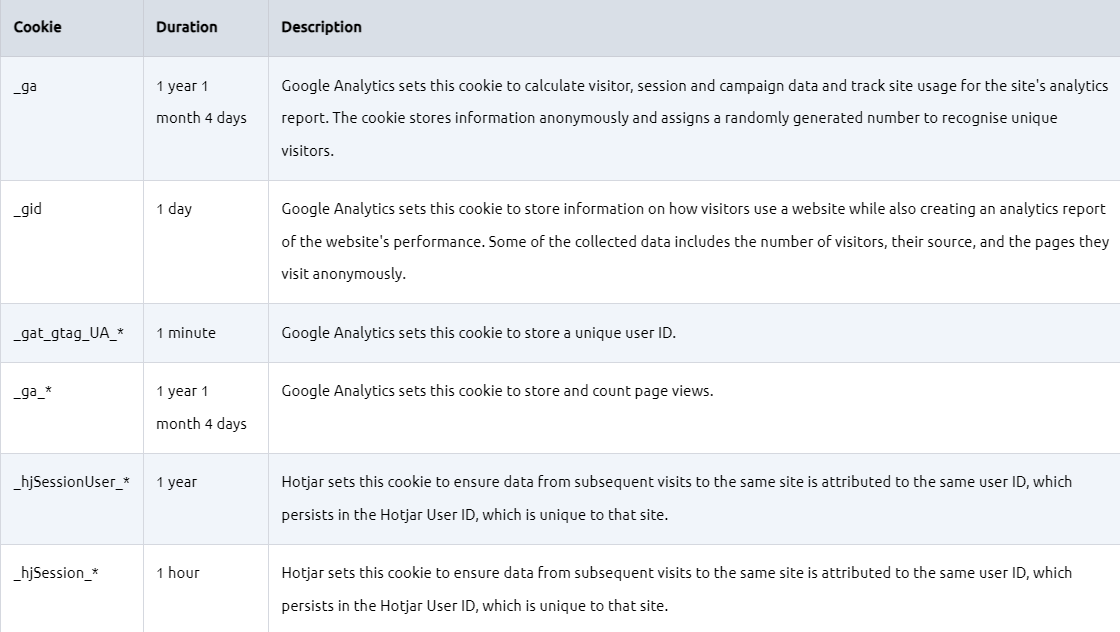 Cookie Duration Description
_ga 1 year 1 Google Analytics sets this cookie to calculate visitor, session and campaign data and track site usage for the site's analytics
month 4 days report. The cookie stores information anonymously and assigns a randomly generated number to recognise unique
visitors.
_gid 1 day Google Analytics sets this cookie to store information on how visitors use a website while also creating an analytics report
of the website's performance. Some of the collected data includes the number of visitors, their source, and the pages they
visit anonymously.
_gat_gtag_UA_* 1 minute Google Analytics sets this cookie to store a unique user ID.
_ga_* 1 year 1 Google Analytics sets this cookie to store and count page views.
month 4 days
_hjSessionUser_* 1 year Hotjar sets this cookie to ensure data from subsequent visits to the same site is attributed to the same user ID, which
persists in the Hotjar User ID, which is unique to that site.
_hjSession_* 1 hour Hotjar sets this cookie to ensure data from subsequent visits to the same site is attributed to the same user ID, which
persists in the Hotjar User ID, which is unique to that site.